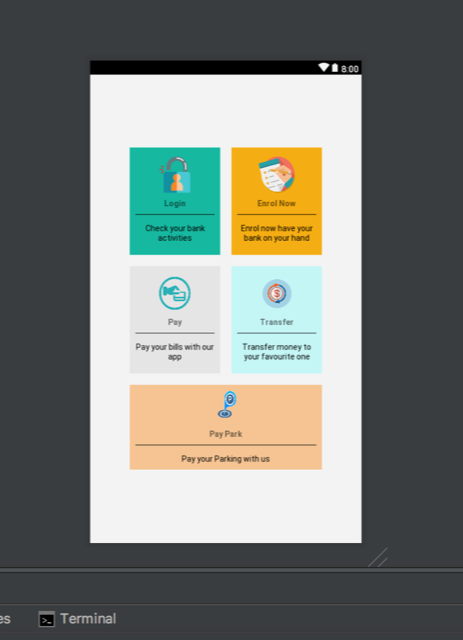 8:00
Login
Enrol Now
Check your bank
activities
Enrol now have your
bank on your hand
Pay
Transfer
Pay your bills with our
app
Transfer money to
your favourite one
Pay Park
Pay your Parking with us
es
Terminal